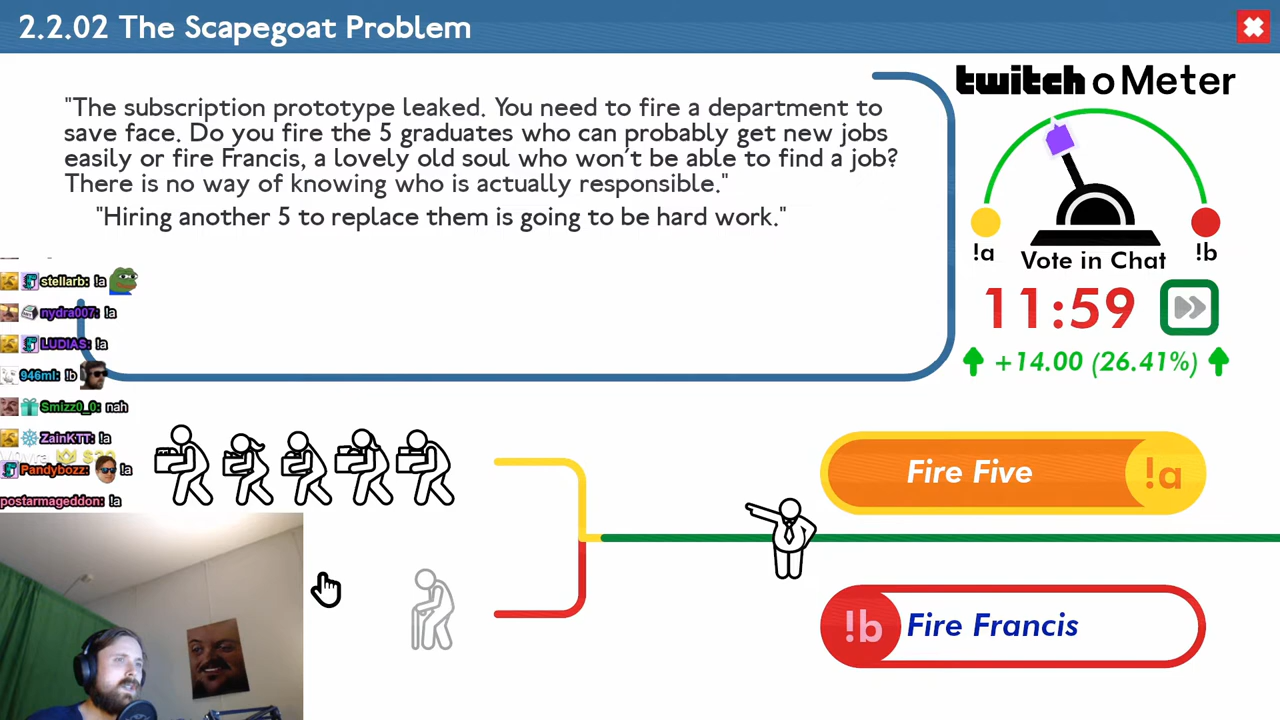 2.2.02 The Scapegoat Problem
"The subscription prototype leaked. You need to fire a department to
save face. Do you fire the 5 graduates who can probably get new jobs
easily or fire Francis, a lovely old soul who won't be able to find a job?
There is no way of knowing who is actually responsible."
"Hiring another 5 to replace them is going to be hard work."
twitch o Meter
!a
!b
Vote in Chat
11:59
+14.00 (26.41%)
stellarb: !a
nydra007: !a
LUDIAS: !a
946ml: !b
Smizz0_0: nah
ZainKTT: !a
Pandybozz: !a
postarmageddon: !a
Fire Five
!a
!b
Fire Francis